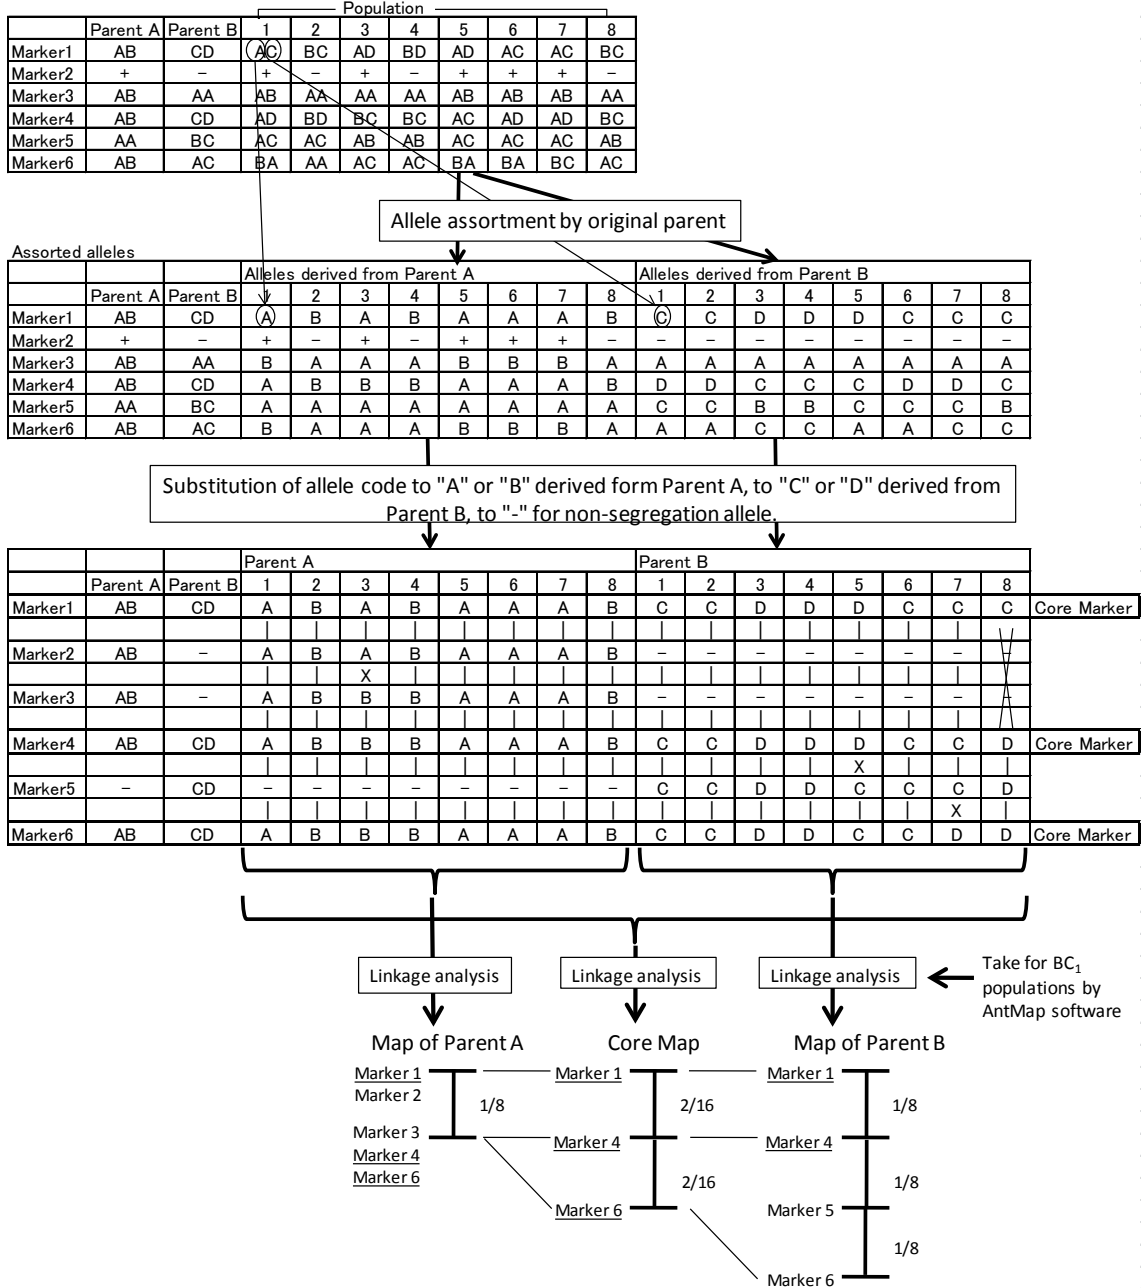 Population
Parent A Parent B 1 2 3 4 5 6 7 8
Marker1 AB CD AC BC AD BD AD AC AC BC
Marker2 + − + − + − + + + −
Marker3 AB AA AB AA AA AA AB AB AB AA
Marker4 AB CD AD BD BC BC AC AD AD BC
Marker5 AA BC AC AC AB AB AC AC AC AB
Marker6 AB AC BA AA AC AC BA BA BC AC
Allele assortment by original parent
Assorted alleles
Alleles derived from Parent A Alleles derived from Parent B
Parent A Parent B 1 2 3 4 5 6 7 8 1 2 3 4 5 6 7 8
Marker1 AB CD A B A B A A A B C C D D D C C C
Marker2 + − + − + − + + + − − − − − − − − −
Marker3 AB AA B A A A B B B A A A A A A A A A
Marker4 AB CD A B B B A A A B D D C C C D D C
Marker5 AA BC A A A A A A A A C C B B C C C B
Marker6 AB AC B A A A B B B A A A C C A A C C
Substitution of allele code to "A" or "B" derived form Parent A, to "C" or "D" derived from
Parent B, to "-" for non-segregation allele.
Parent A Parent B
Parent A Parent B 1 2 3 4 5 6 7 8 1 2 3 4 5 6 7 8
Marker1 AB CD A B A B A A A B C C D D D C C C Core Marker
| | | | | | | | | | | | | | |
Marker2 AB − A B A B A A A B − − − − − − − −
| | X | | | | | | | | | | | |
Marker3 AB − A B B B A A A B − − − − − − − −
| | | | | | | | | | | | | | |
Marker4 AB CD A B B B A A A B C C D D D C C D Core Marker
| | | | | | | | | | | | X | | |
Marker5 − CD − − − − − − − − C C D D C C C D
| | | | | | | | | | | | | | X |
Marker6 AB CD A B B B A A A B C C D D C C D D Core Marker
Linkage analysis Linkage analysis Linkage analysis
Take for BC1
populations by
AntMap software
Map of Parent A Core Map Map of Parent B
Marker 1 Marker 1 Marker 1
Marker 2 1/8 2/16 1/8
Marker 3
Marker 4 Marker 4 Marker 4
Marker 6 2/16 1/8
Marker 6 Marker 5
1/8
Marker 6